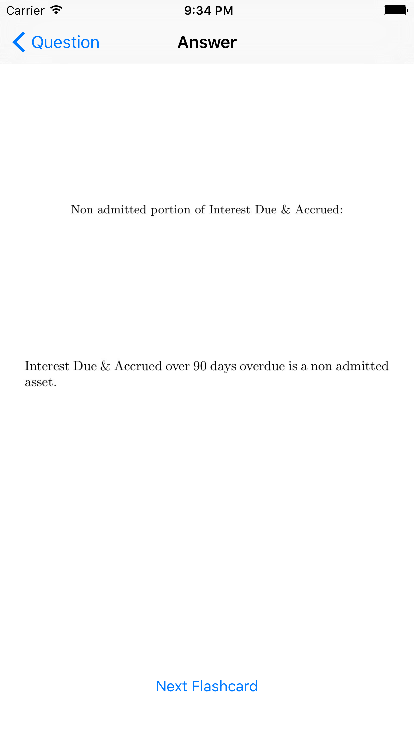 Carrier 9:34 PM
Question Answer
Non admitted portion of Interest Due & Accrued:
Interest Due & Accrued over 90 days overdue is a non admitted
asset.
Next Flashcard